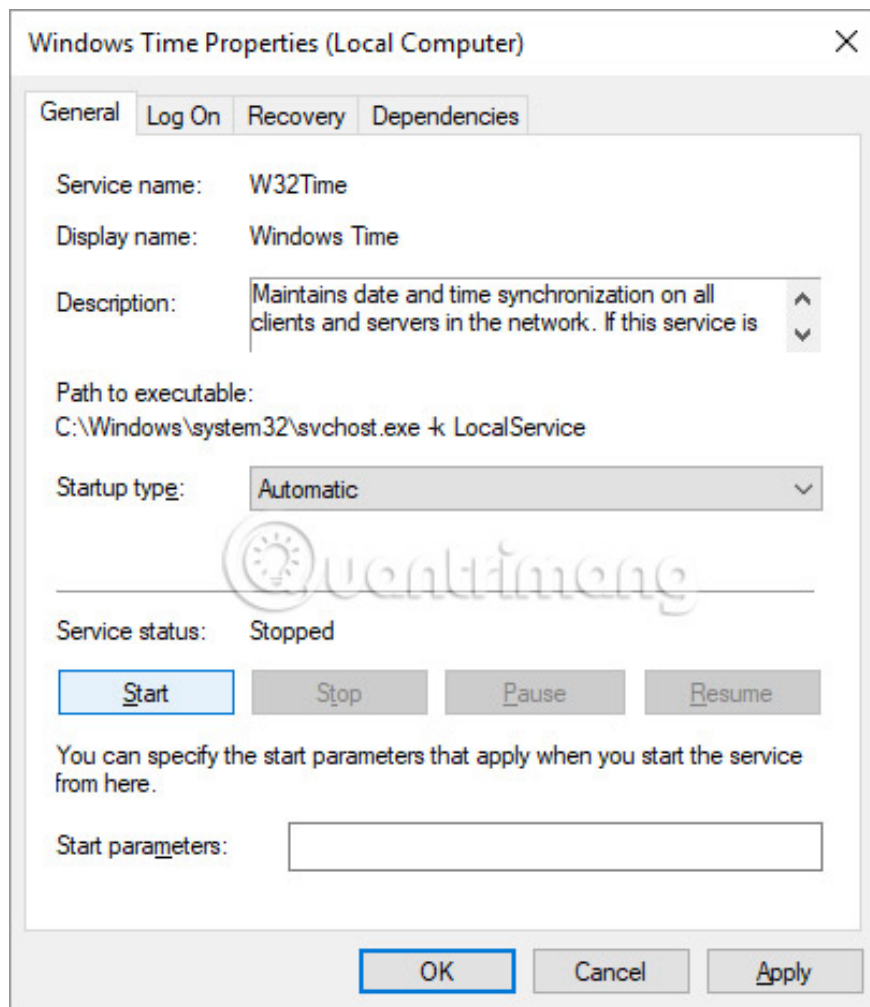 Windows Time Properties (Local Computer)
General Log On Recovery Dependencies
Service name: W32Time
Display name: Windows Time
Description: Maintains date and time synchronization on all
clients and servers in the network. If this service is
Path to executable:
C:\Windows\system32\svchost.exe -k LocalService
Startup type: Automatic
Quantrimang
Service status: Stopped
Start Stop Pause Resume
You can specify the start parameters that apply when you start the service
from here.
Start parameters:
OK Cancel Apply